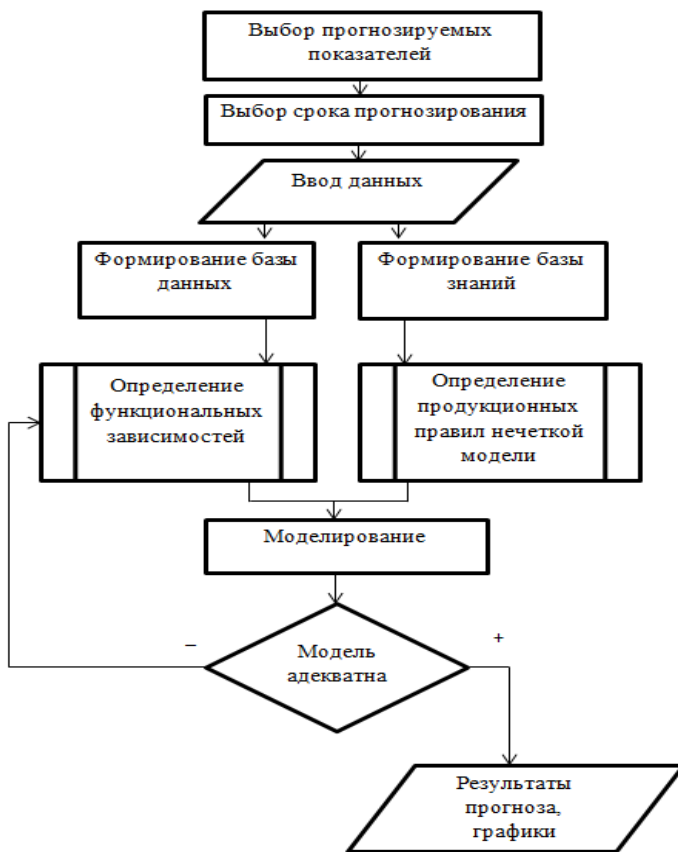 Выбор прогнозируемых
показателей
Выбор срока прогнозирования
Ввод данных
Формирование базы
данных
Формирование базы
знаний
Определение
функциональных
зависимостей
Определение
продукционных
правил нечеткой
модели
Моделирование
–
+
Модель
адекватна
Результаты
прогноза,
графики